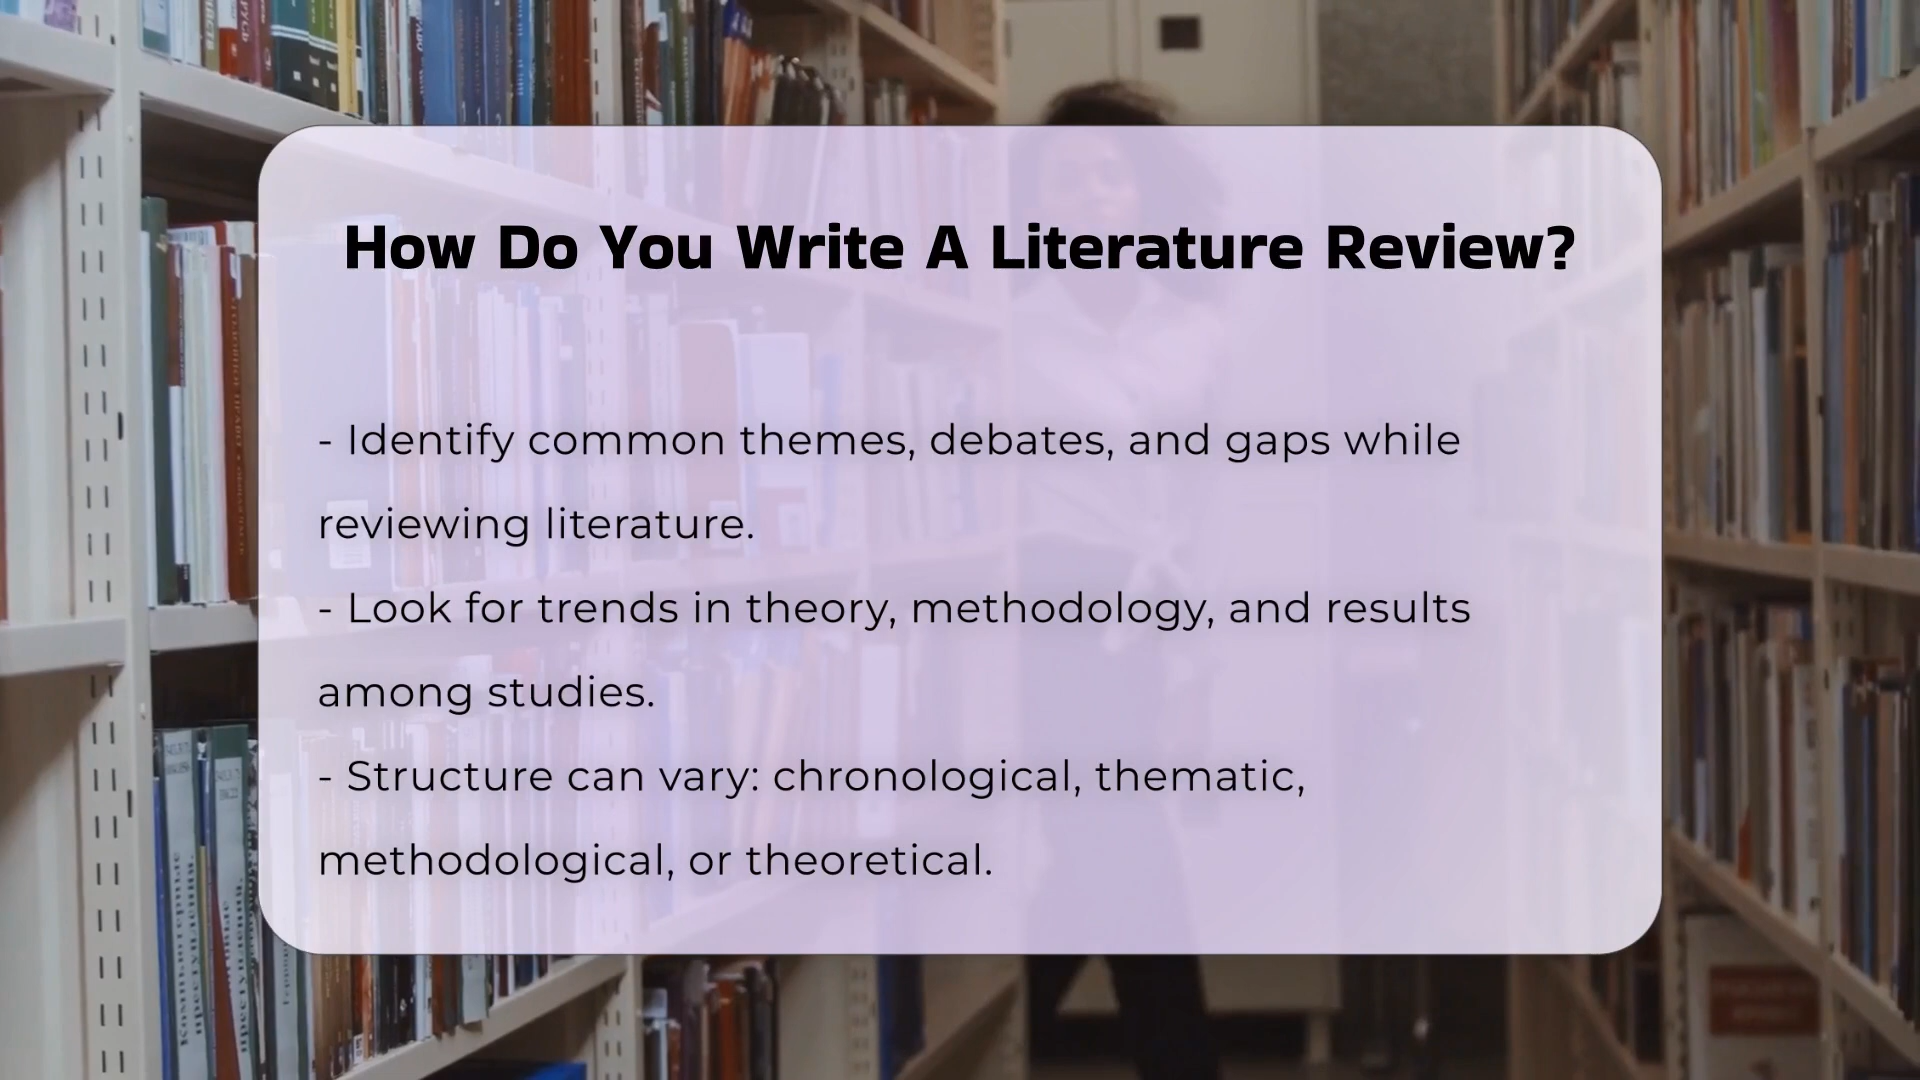 How Do You Write A Literature Review?
- Identify common themes, debates, and gaps while
reviewing literature.
- Look for trends in theory, methodology, and results
among studies.
- Structure can vary: chronological, thematic,
methodological, or theoretical.